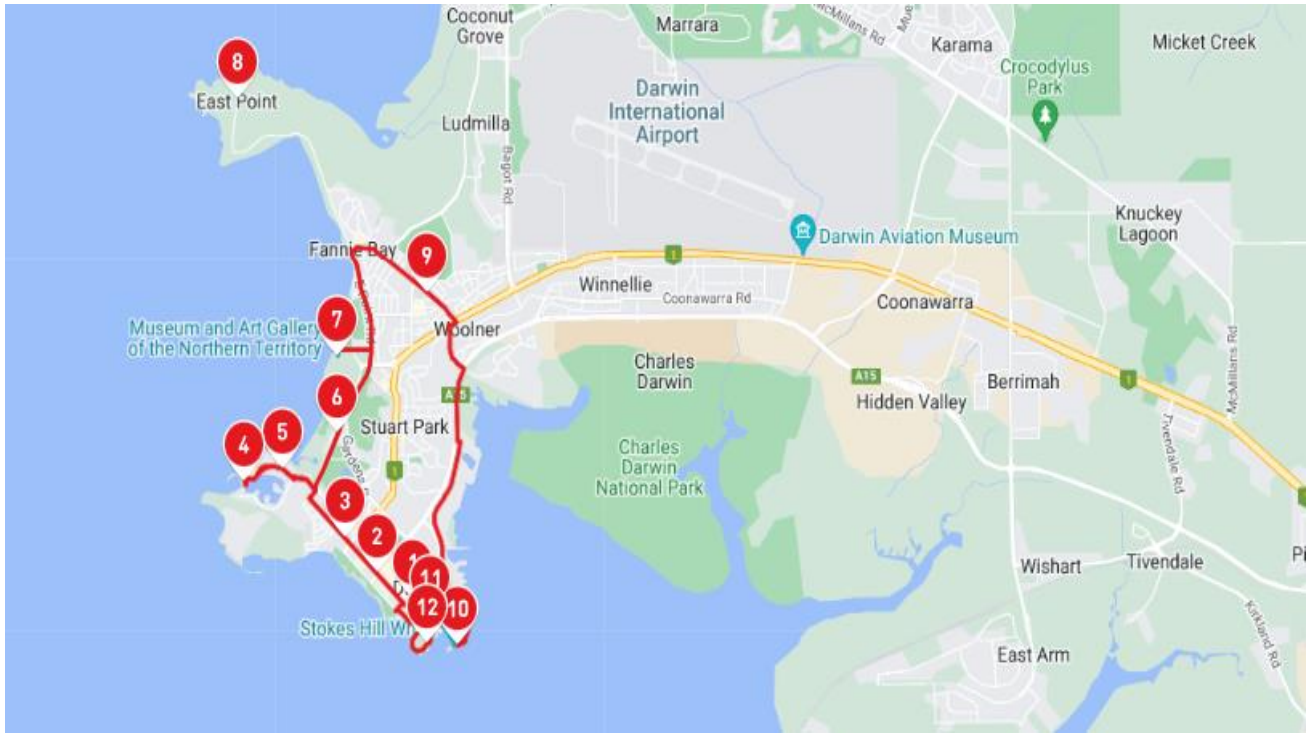 Coconut
Grove
Marrara
McMillans Rd
Karama
Micket Creek
Crocodylus
Park
8
East Point
Darwin
International
Airport
Ludmilla
Bagot Rd
Knuckey
Lagoon
Fannie Bay
9
1
Darwin Aviation Museum
Winnellie
Coonawarra Rd
Coonawarra
7
Museum and Art Gallery
of the Northern Territory
Woolner
McMillans Rd
Charles
Darwin
A15
Berrimah
1
6
A15
Hidden Valley
Stuart Park
Tivendale Rd
4
5
Gardens
1
Charles
Darwin
National Park
1
3
2
1
11
Wishart
Tivendale
12
10
Stokes Hill
Kirkland Rd
East Arm